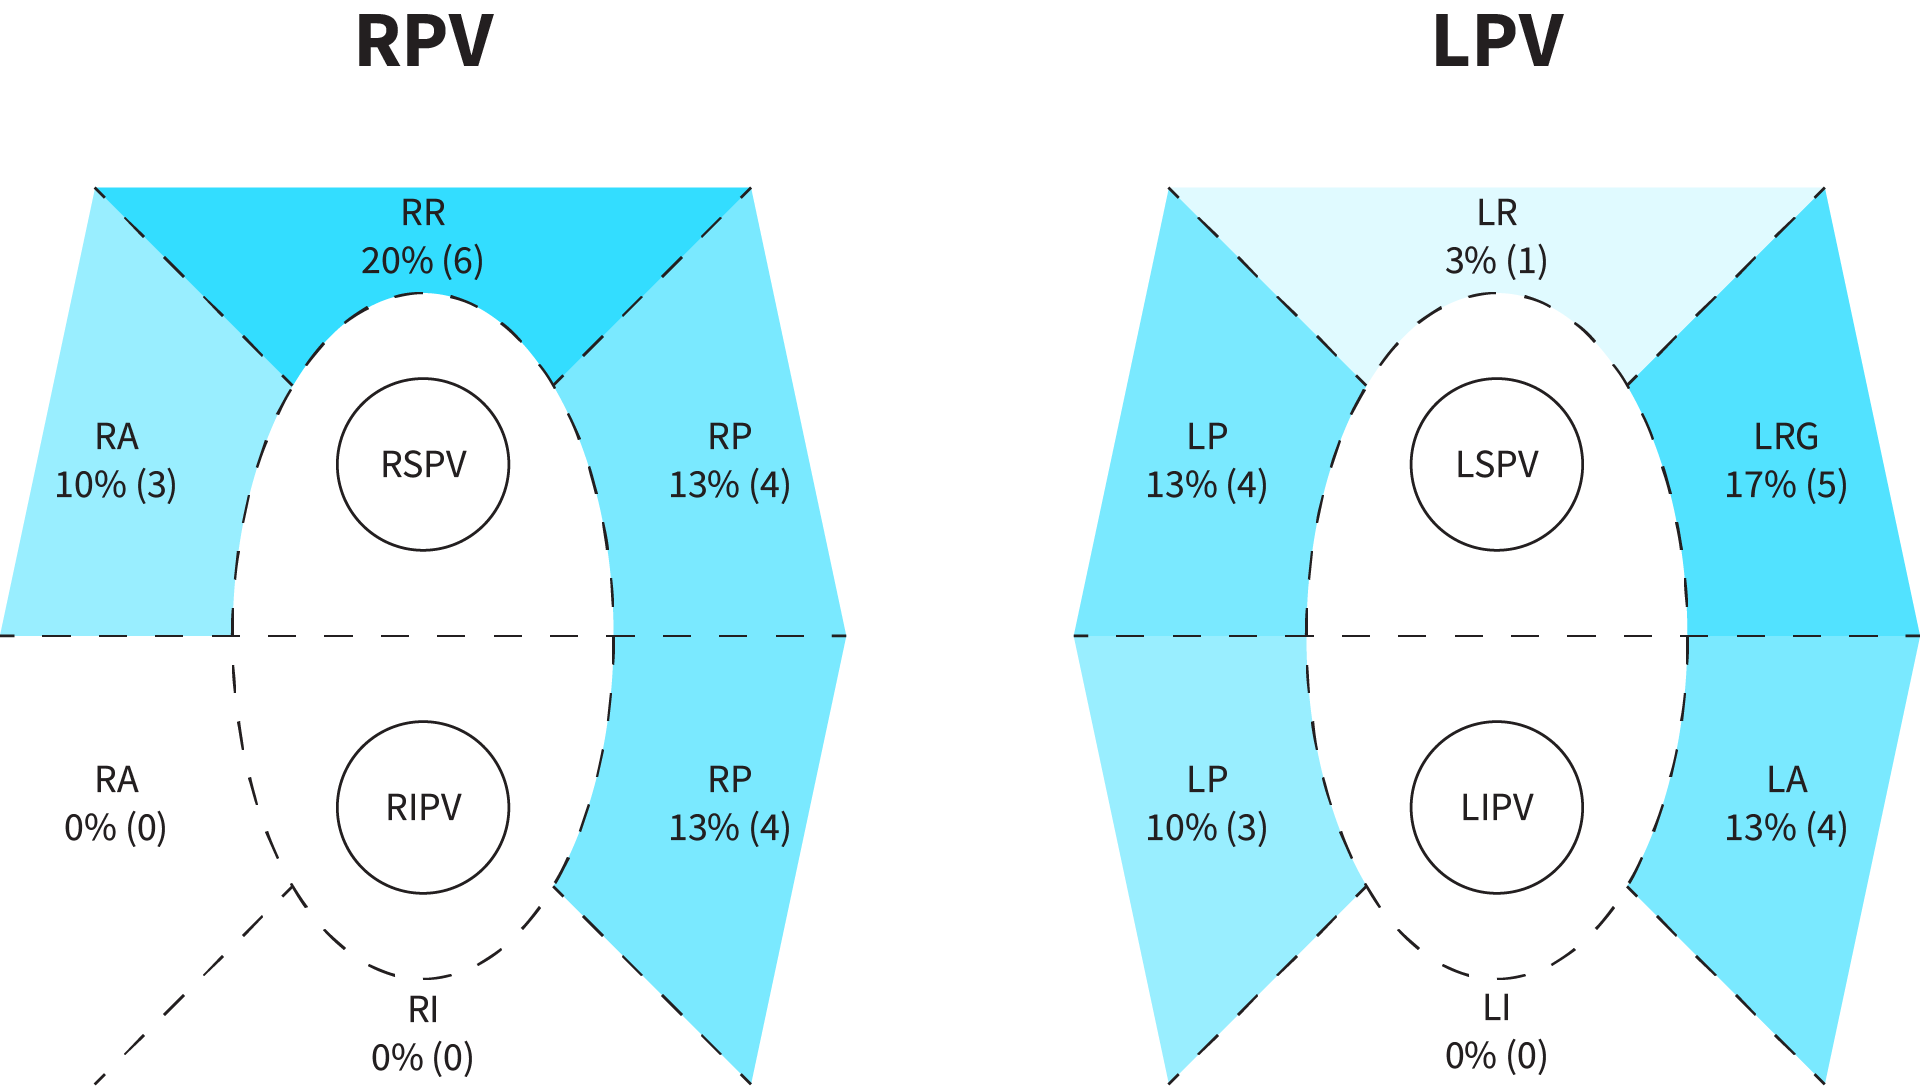 RPV
LPV
RR
20% (6)
LR
3% (1)
RA
10% (3)
RSPV
RP
13% (4)
LP
13% (4)
LSPV
LRG
17% (5)
RA
0% (0)
RIPV
RP
13% (4)
LP
10% (3)
LIPV
LA
13% (4)
RI
0% (0)
LI
0% (0)